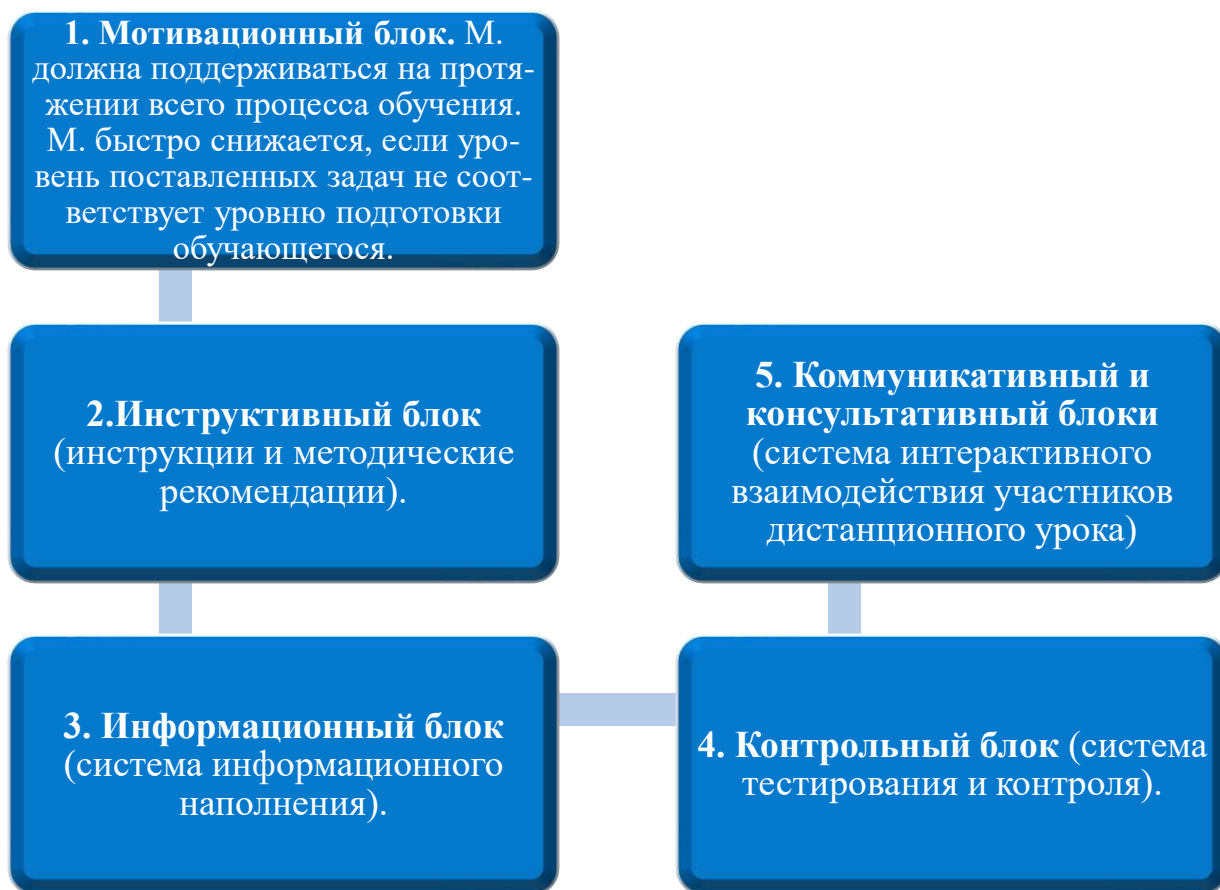 1. Мотивационный блок. М.
должна поддерживаться на протя-
жении всего процесса обучения.
М. быстро снижается, если уро-
вень поставленных задач не соот-
ветствует уровню подготовки
обучающегося.
2.Инструктивный блок
(инструкции и методические
рекомендации).
3. Информационный блок
(система информационного
наполнения).
4. Контрольный блок (система
тестирования и контроля).
5. Коммуникативный и
консультативный блоки
(система интерактивного
взаимодействия участников
дистанционного урока)